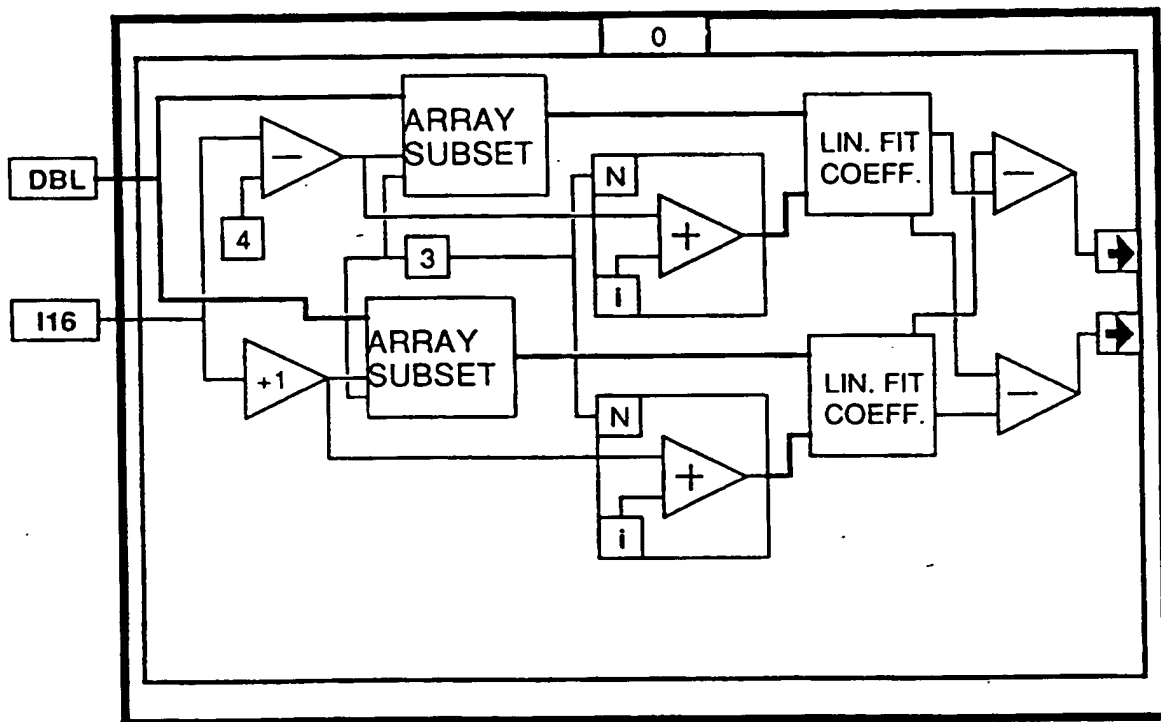 0
ARRAY
SUBSET
LIN. FIT
COEFF.
−
N
−
DBL
+
4
3
i
I16
ARRAY
SUBSET
LIN. FIT
COEFF.
+1
−
N
+
i